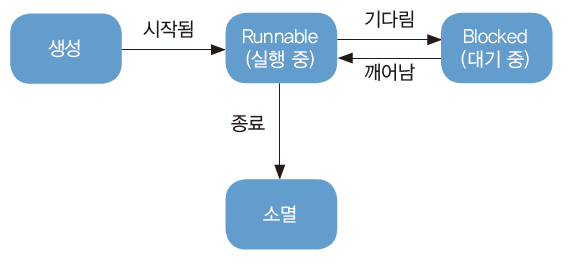 생성
시작됨
Runnable
(실행 중)
기다림
깨어남
Blocked
(대기 중)
종료
소멸